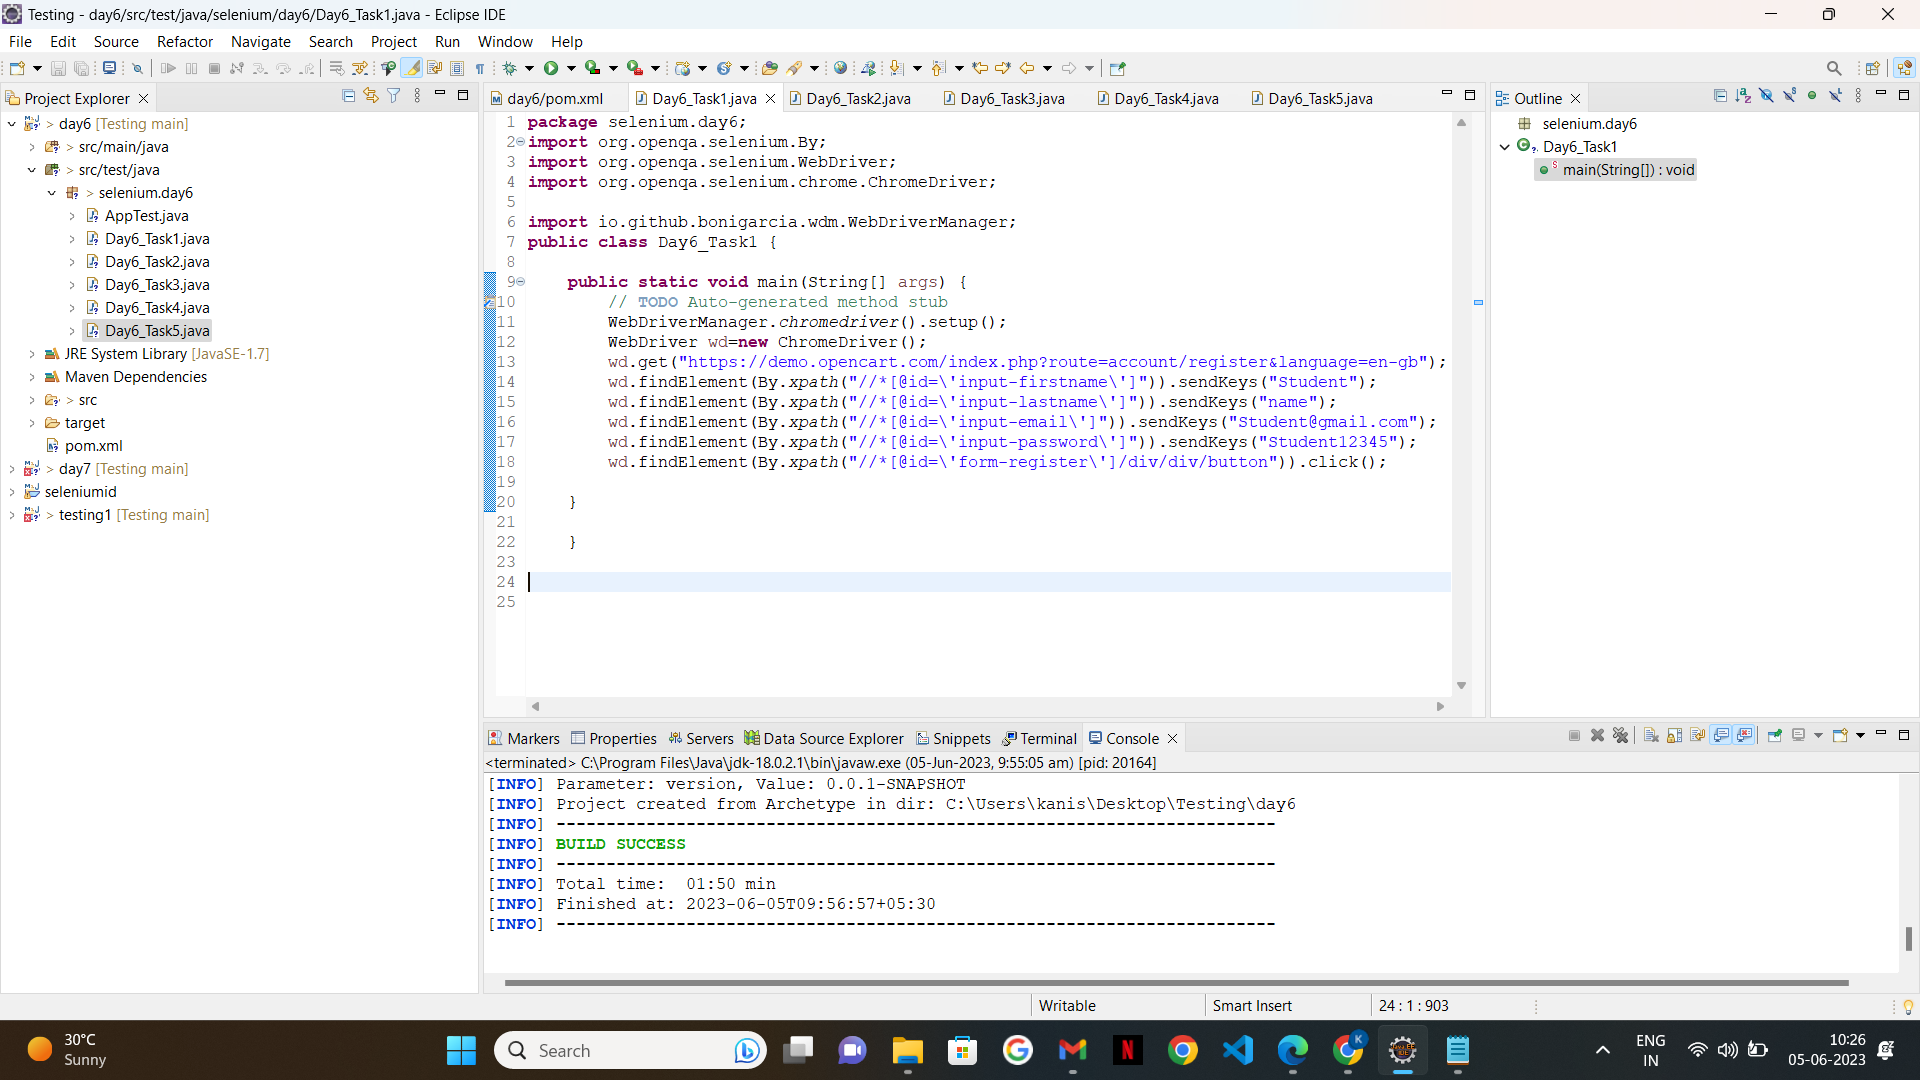 Testing - day6/src/test/java/selenium/day6/Day6_Task1.java - Eclipse IDE
File Edit Source Refactor Navigate Search Project Run Window Help
Project Explorer
day6/pom.xml Day6_Task1.java Day6_Task2.java Day6_Task3.java Day6_Task4.java Day6_Task5.java
Outline
> day6 [Testing main]
> src/main/java
> src/test/java
> selenium.day6
AppTest.java
Day6_Task1.java
Day6_Task2.java
Day6_Task3.java
Day6_Task4.java
Day6_Task5.java
JRE System Library [JavaSE-1.7]
Maven Dependencies
> src
target
pom.xml
> day7 [Testing main]
seleniumid
> testing1 [Testing main]
1 package selenium.day6;
2 import org.openqa.selenium.By;
3 import org.openqa.selenium.WebDriver;
4 import org.openqa.selenium.chrome.ChromeDriver;
5
6 import io.github.bonigarcia.wdm.WebDriverManager;
7 public class Day6_Task1 {
8
9 public static void main(String[] args) {
10 // TODO Auto-generated method stub
11 WebDriverManager.chromedriver().setup();
12 WebDriver wd=new ChromeDriver();
13 wd.get("https://demo.opencart.com/index.php?route=account/register&language=en-gb");
14 wd.findElement(By.xpath("//*[@id=\'input-firstname\']")).sendKeys("Student");
15 wd.findElement(By.xpath("//*[@id=\'input-lastname\']")).sendKeys("name");
16 wd.findElement(By.xpath("//*[@id=\'input-email\']")).sendKeys("Student@gmail.com");
17 wd.findElement(By.xpath("//*[@id=\'input-password\']")).sendKeys("Student12345");
18 wd.findElement(By.xpath("//*[@id=\'form-register\']/div/div/button")).click();
19
20 }
21
22 }
23
24
25
selenium.day6
Day6_Task1
main(String[]) : void
Markers Properties Servers Data Source Explorer Snippets Terminal Console
<terminated> C:\Program Files\Java\jdk-18.0.2.1\bin\javaw.exe (05-Jun-2023, 9:55:05 am) [pid: 20164]
[INFO] Parameter: version, Value: 0.0.1-SNAPSHOT
[INFO] Project created from Archetype in dir: C:\Users\kanis\Desktop\Testing\day6
[INFO] ------------------------------------------------------------------------
[INFO] BUILD SUCCESS
[INFO] ------------------------------------------------------------------------
[INFO] Total time:  01:50 min
[INFO] Finished at: 2023-06-05T09:56:57+05:30
[INFO] ------------------------------------------------------------------------
Writable Smart Insert 24 : 1 : 903
30°C
Sunny
Search
ENG
IN
10:26
05-06-2023